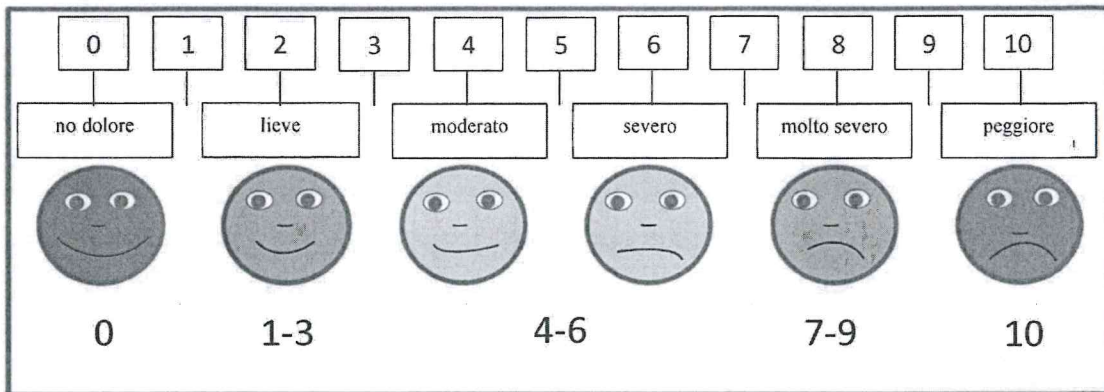 0 1 2 3 4 5 6 7 8 9 10
no dolore lieve moderato severo molto severo peggiore
0 1-3 4-6 7-9 10